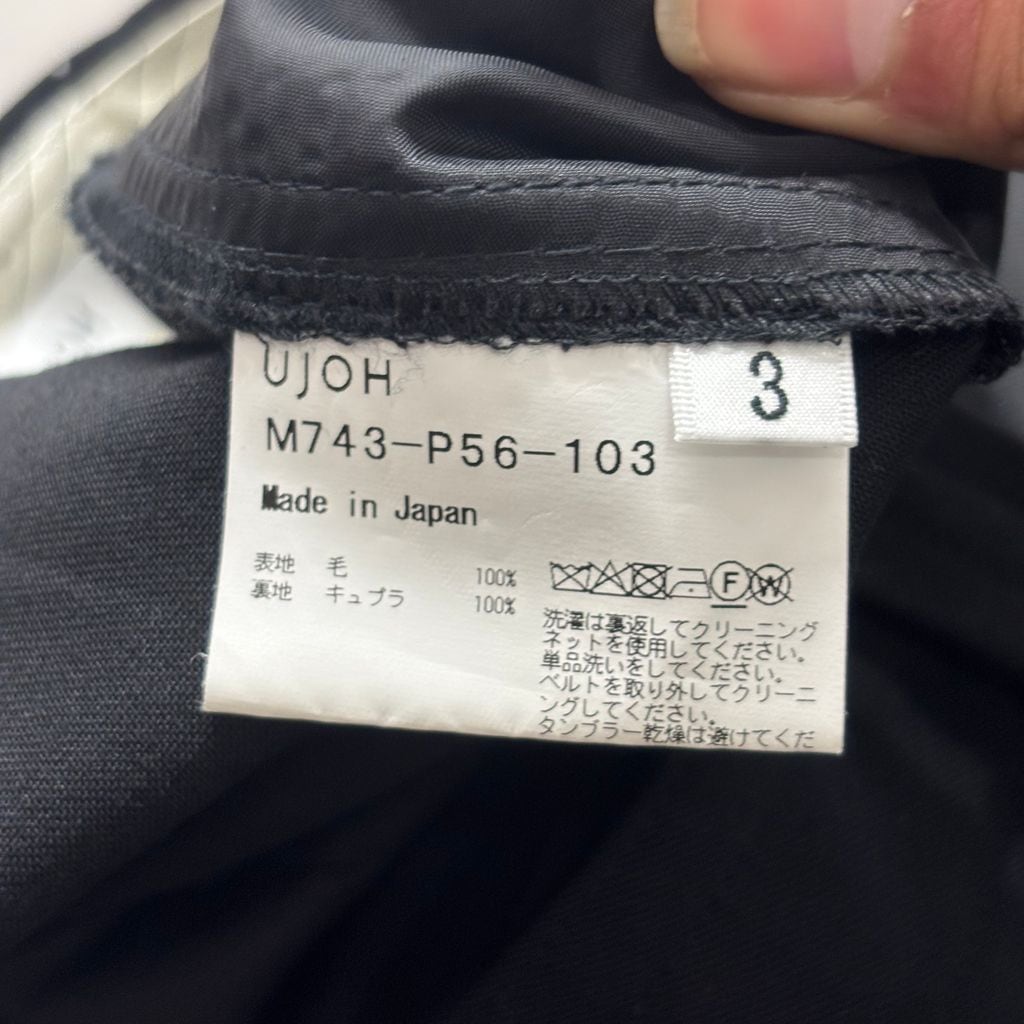 UJOH
3
M743-P56-103
Made in Japan
表地 毛 100%
裏地 キュプラ 100%
F W
洗濯は裏返してクリーニング
ネットを使用してください。
単品洗いをしてください。
ベルトを取り外してクリーニ
ングしてください。
タンブラー乾燥は避けてくだ